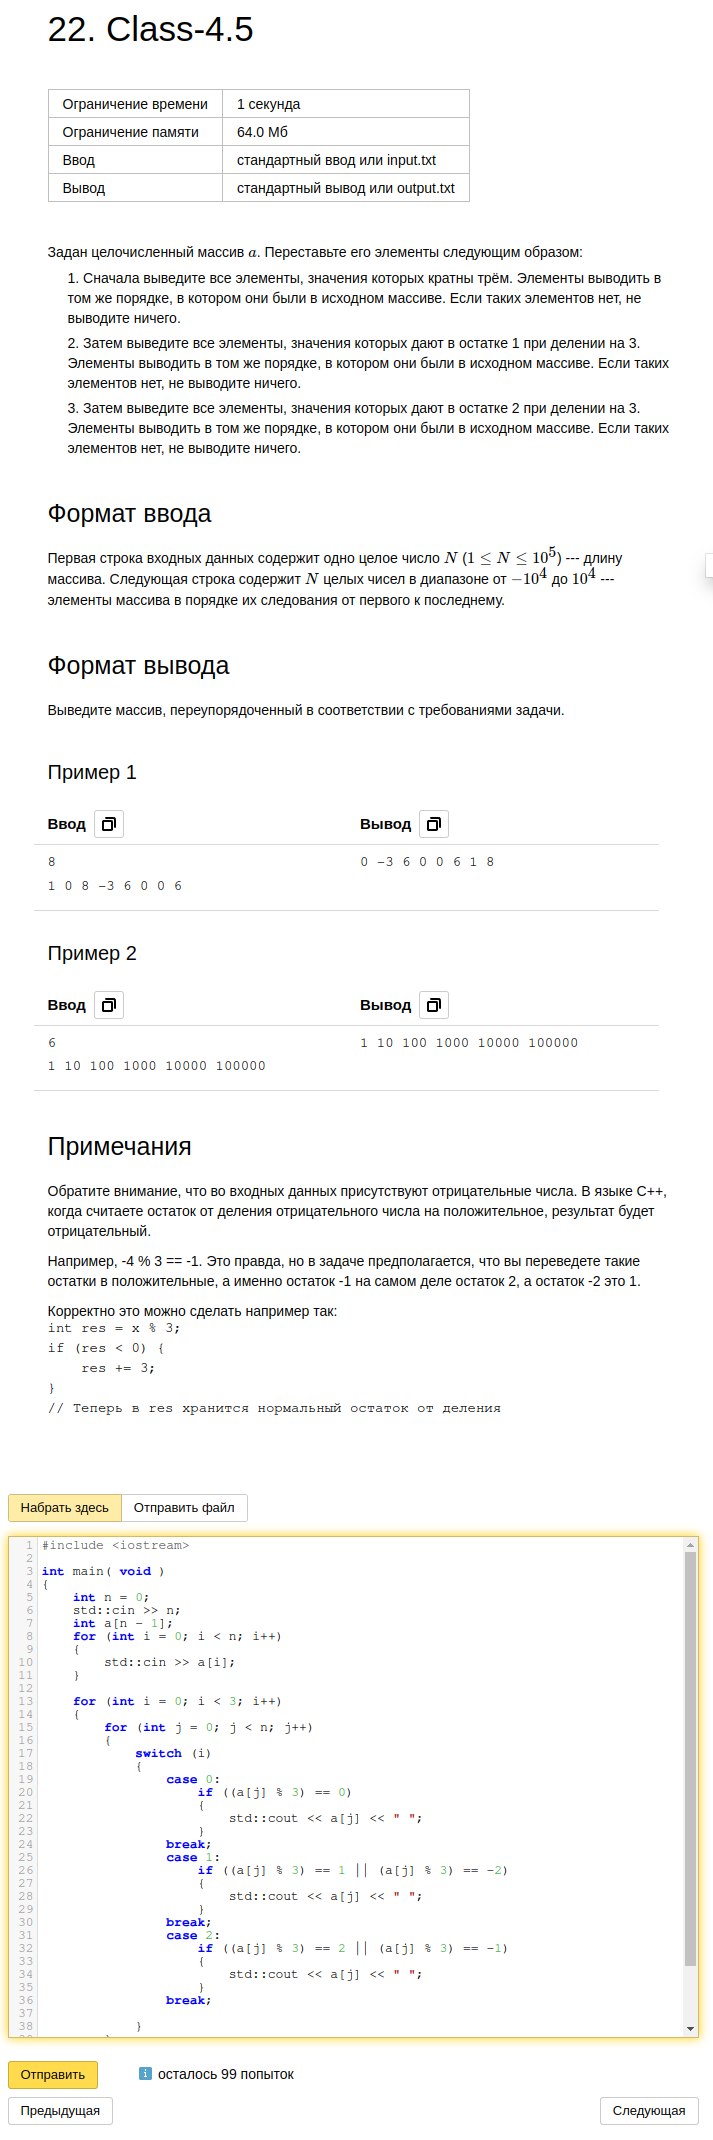 22. Class-4.5
Ограничение времени 1 секунда
Ограничение памяти 64.0 Мб
Ввод стандартный ввод или input.txt
Вывод стандартный вывод или output.txt
Задан целочисленный массив a. Переставьте его элементы следующим образом:
1. Сначала выведите все элементы, значения которых кратны трём. Элементы выводить в
том же порядке, в котором они были в исходном массиве. Если таких элементов нет, не
выводите ничего.
2. Затем выведите все элементы, значения которых дают в остатке 1 при делении на 3.
Элементы выводить в том же порядке, в котором они были в исходном массиве. Если таких
элементов нет, не выводите ничего.
3. Затем выведите все элементы, значения которых дают в остатке 2 при делении на 3.
Элементы выводить в том же порядке, в котором они были в исходном массиве. Если таких
элементов нет, не выводите ничего.
Формат ввода
Первая строка входных данных содержит одно целое число N (1 ≤ N ≤ 10^5) --- длину
массива. Следующая строка содержит N целых чисел в диапазоне от −10^4 до 10^4 ---
элементы массива в порядке их следования от первого к последнему.
Формат вывода
Выведите массив, переупорядоченный в соответствии с требованиями задачи.
Пример 1
Ввод Вывод
8 0 -3 6 0 0 6 1 8
1 0 8 -3 6 0 0 6
Пример 2
Ввод Вывод
6 1 10 100 1000 10000 100000
1 10 100 1000 10000 100000
Примечания
Обратите внимание, что во входных данных присутствуют отрицательные числа. В языке C++,
когда считаете остаток от деления отрицательного числа на положительное, результат будет
отрицательный.
Например, -4 % 3 == -1. Это правда, но в задаче предполагается, что вы переведете такие
остатки в положительные, а именно остаток -1 на самом деле остаток 2, а остаток -2 это 1.
Корректно это можно сделать например так:
int res = x % 3;
if (res < 0) {
    res += 3;
}
// Теперь в res хранится нормальный остаток от деления
Набрать здесь Отправить файл
1 #include <iostream>
2
3 int main( void )
4 {
5     int n = 0;
6     std::cin >> n;
7     int a[n - 1];
8     for (int i = 0; i < n; i++)
9     {
10         std::cin >> a[i];
11     }
12
13     for (int i = 0; i < 3; i++)
14     {
15         for (int j = 0; j < n; j++)
16         {
17             switch (i)
18             {
19                 case 0:
20                     if ((a[j] % 3) == 0)
21                     {
22                         std::cout << a[j] << " ";
23                     }
24                 break;
25                 case 1:
26                     if ((a[j] % 3) == 1 || (a[j] % 3) == -2)
27                     {
28                         std::cout << a[j] << " ";
29                     }
30                 break;
31                 case 2:
32                     if ((a[j] % 3) == 2 || (a[j] % 3) == -1)
33                     {
34                         std::cout << a[j] << " ";
35                     }
36                 break;
37
38             }
Отправить осталось 99 попыток
Предыдущая Следующая